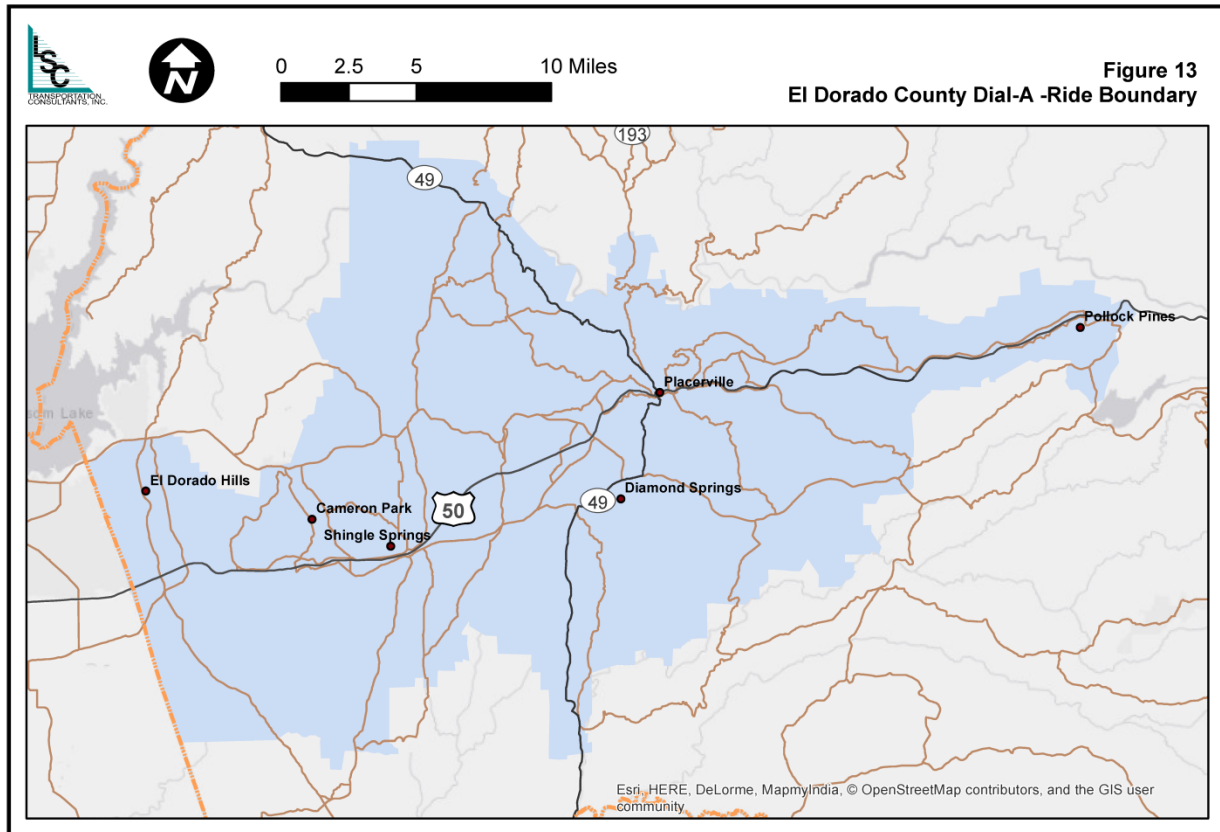 LSC
TRANSPORTATION
CONSULTANTS, INC.
N
0 2.5 5 10 Miles
Figure 13
El Dorado County Dial-A -Ride Boundary
193
49
Pollock Pines
Placerville
Lake
El Dorado Hills
Diamond Springs
49
Cameron Park
50
Shingle Springs
Esri, HERE, DeLorme, MapmyIndia, © OpenStreetMap contributors, and the GIS user
community